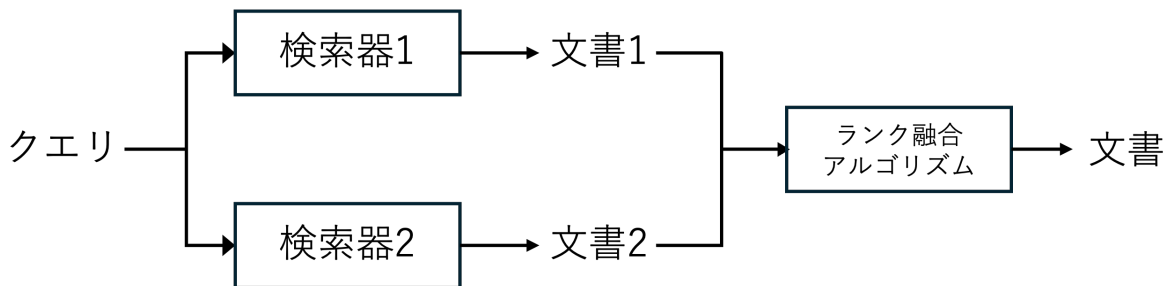 検索器1
文書1
クエリ
ランク融合
アルゴリズム
文書
検索器2
文書2